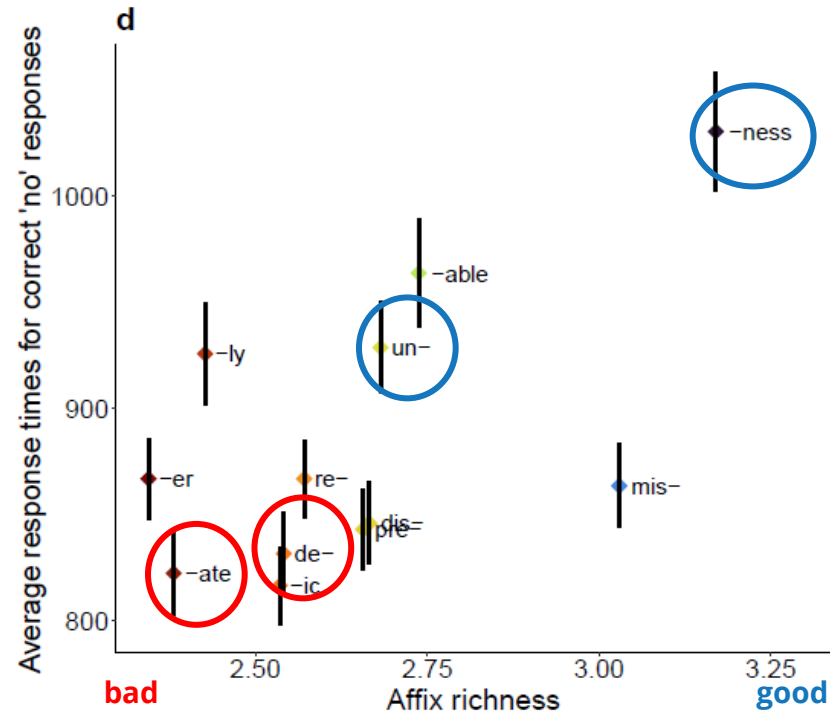 d
Average response times for correct 'no' responses
1000
900
800
−ness
−able
un−
−ly
−er
re−
mis−
dis−
pre−
de−
−ate
−ic
2.50
2.75
3.00
3.25
bad
Affix richness
good